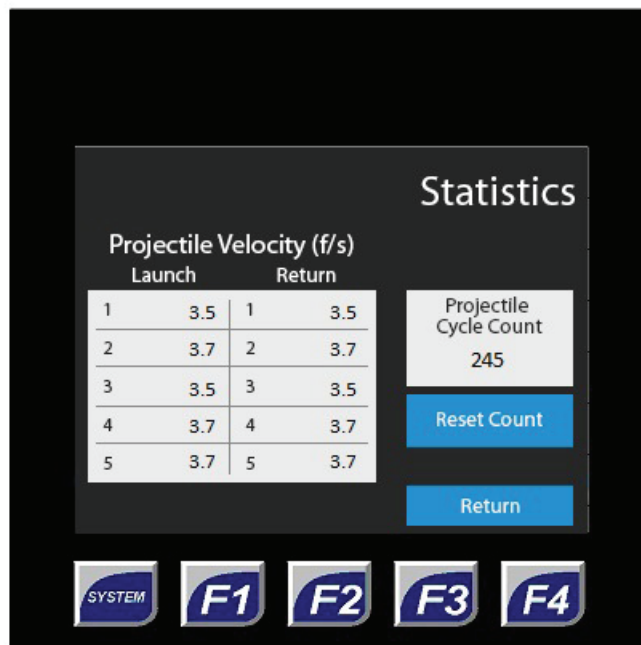 Statistics
Projectile Velocity (f/s)
Launch Return
1 3.5 1 3.5
2 3.7 2 3.7
3 3.5 3 3.5
4 3.7 4 3.7
5 3.7 5 3.7
Projectile
Cycle Count
245
Reset Count
Return
SYSTEM F1 F2 F3 F4